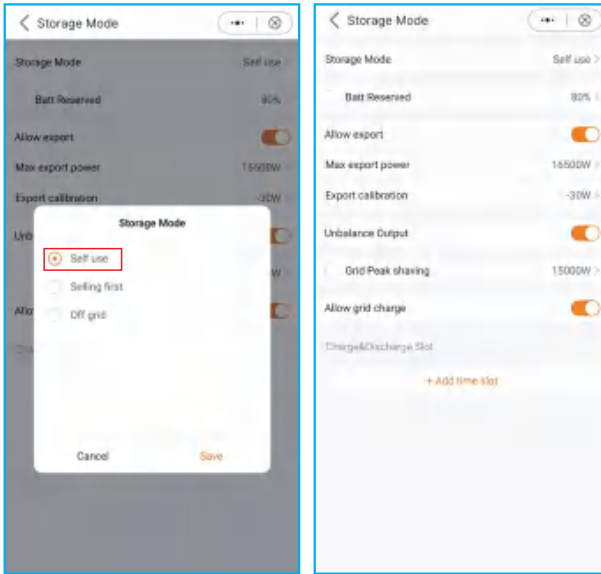 Storage Mode
Storage Mode Self use
Batt Reserved 80%
Allow export
Max export power 16500W
Export calibration -30W
Unb
Storage Mode
Self use
Selling first
W
Allo
Off grid
Cancel Save
Storage Mode
Storage Mode Self use
Batt Reserved 80%
Allow export
Max export power 16500W
Export calibration -30W
Unbalance Output
Grid Peak shaving 15000W
Allow grid charge
Charge&Discharge Slot
+ Add time slot